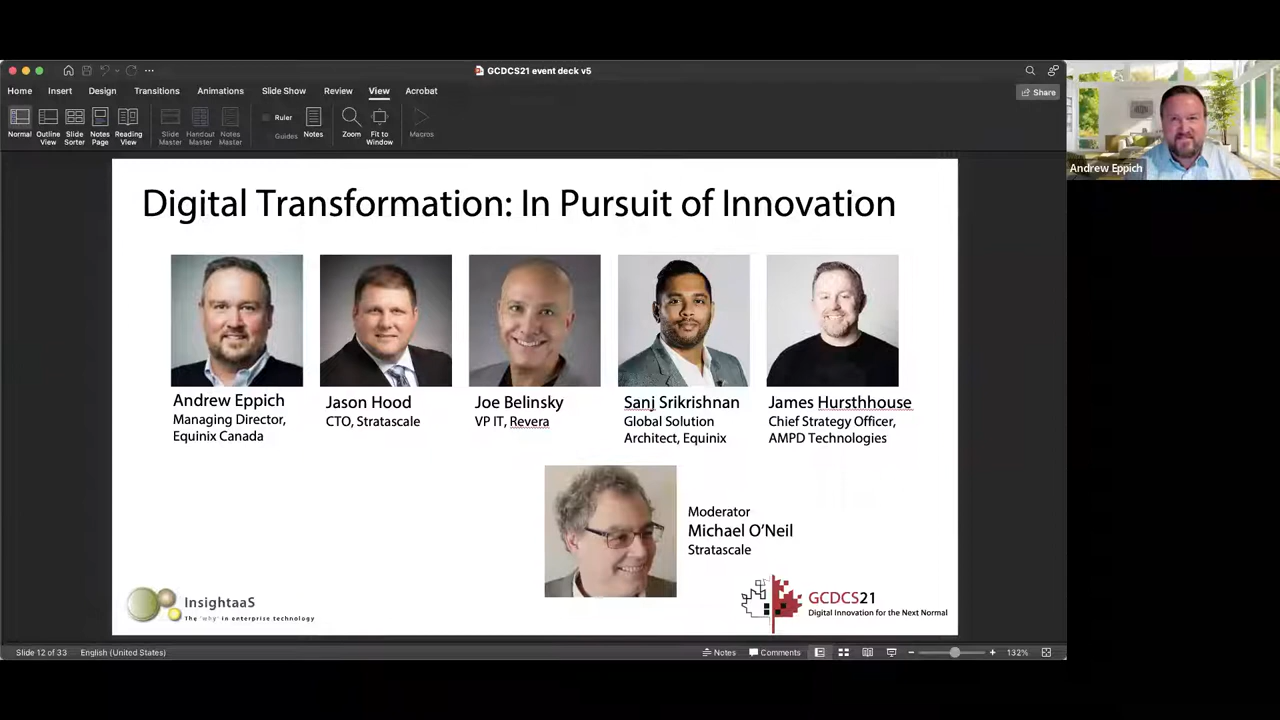 GCDCS21 event deck v5
Home Insert Design Transitions Animations Slide Show Review View Acrobat
Share
Normal Outline View Slide Sorter Notes Page Reading View Slide Master Handout Master Notes Master Ruler Guides Notes Zoom Fit to Window Macros
Andrew Eppich
Digital Transformation: In Pursuit of Innovation
Andrew Eppich
Managing Director,
Equinix Canada
Jason Hood
CTO, Stratascale
Joe Belinsky
VP IT, Revera
Sanj Srikrishnan
Global Solution
Architect, Equinix
James Hursthhouse
Chief Strategy Officer,
AMPD Technologies
Moderator
Michael O'Neil
Stratascale
InsightaaS
The 'why' in enterprise technology
GCDCS21
Digital Innovation for the Next Normal
Slide 12 of 33 English (United States) Notes Comments 132%